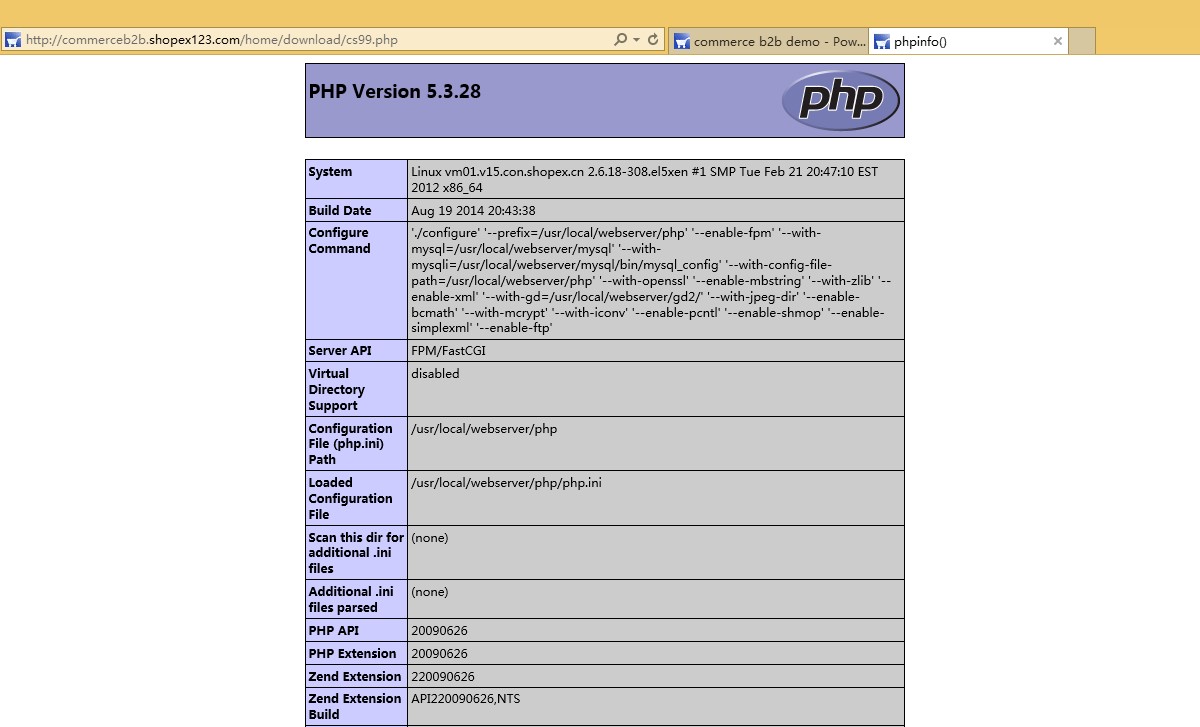 http://commerceb2b.shopex123.com/home/download/cs99.php
commerce b2b demo - Pow...
phpinfo()
PHP Version 5.3.28
php
System
Linux vm01.v15.con.shopex.cn 2.6.18-308.el5xen #1 SMP Tue Feb 21 20:47:10 EST
2012 x86_64
Build Date
Aug 19 2014 20:43:38
Configure
Command
'./configure' '--prefix=/usr/local/webserver/php' '--enable-fpm' '--with-
mysql=/usr/local/webserver/mysql' '--with-
mysqli=/usr/local/webserver/mysql/bin/mysql_config' '--with-config-file-
path=/usr/local/webserver/php' '--with-openssl' '--enable-mbstring' '--with-zlib' '--
enable-xml' '--with-gd=/usr/local/webserver/gd2/' '--with-jpeg-dir' '--enable-
bcmath' '--with-mcrypt' '--with-iconv' '--enable-pcntl' '--enable-shmop' '--enable-
simplexml' '--enable-ftp'
Server API
FPM/FastCGI
Virtual
Directory
Support
disabled
Configuration
File (php.ini)
Path
/usr/local/webserver/php
Loaded
Configuration
File
/usr/local/webserver/php/php.ini
Scan this dir for
additional .ini
files
(none)
Additional .ini
files parsed
(none)
PHP API
20090626
PHP Extension
20090626
Zend Extension
220090626
Zend Extension
Build
API220090626,NTS